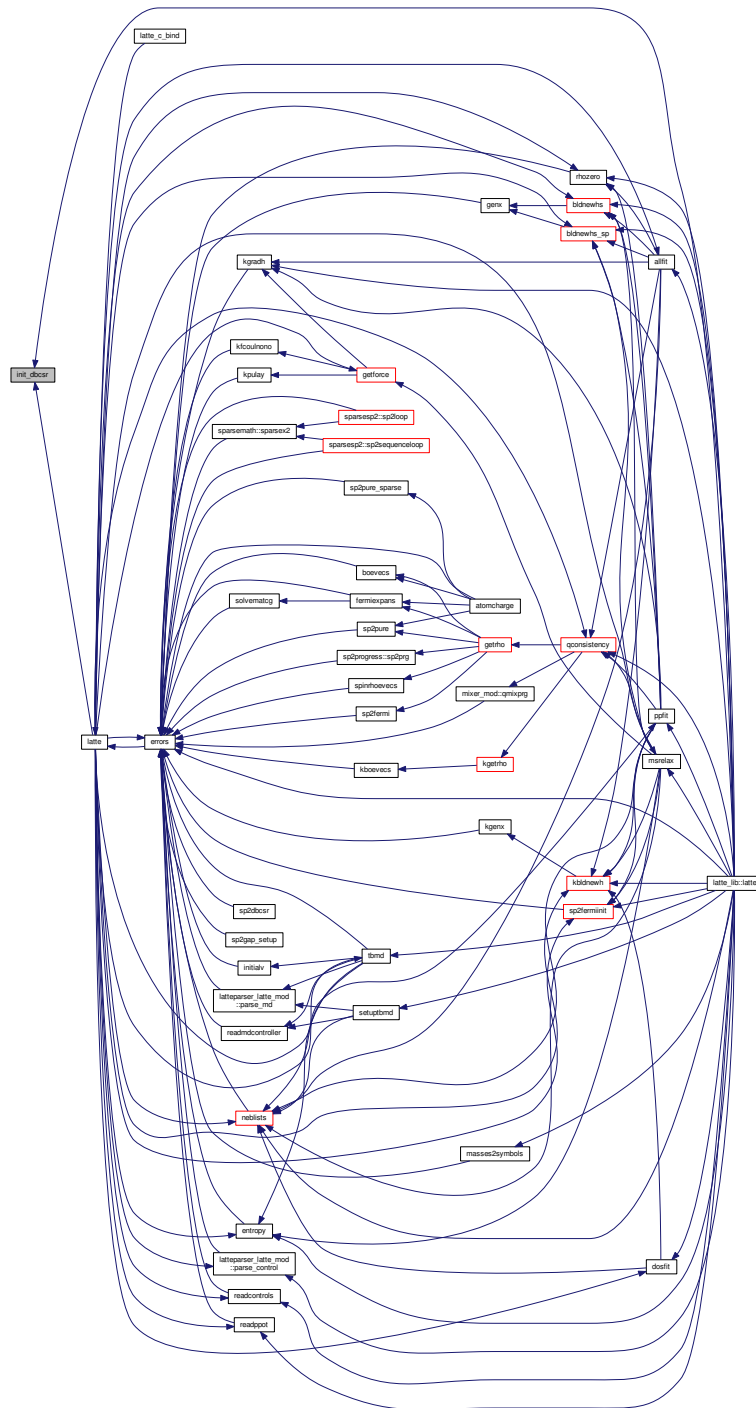 latte_c_bind
rhozero
genx
bldnewhs
bldnewhs_sp
kgradh
allfit
kfcoulnono
init_dbcsr
kpulay
getforce
sparsesp2::sp2loop
sparsemath::sparsex2
sparsesp2::sp2sequenceloop
sp2pure_sparse
boevecs
solvematcg
fermiexpans
atomcharge
sp2pure
getrho
qconsistency
sp2progress::sp2prg
spinrhoevecs
mixer_mod::qmixprg
sp2fermi
ppfit
latte
errors
kboevecs
kgetrho
msrelax
kgenx
kbldnewh
latte_lib::latte
sp2dbcsr
sp2fermiinit
sp2gap_setup
tbmd
initialv
latteparser_latte_mod
::parse_md
setuptbmd
readmdcontroller
neblists
masses2symbols
entropy
latteparser_latte_mod
::parse_control
dosfit
readcontrols
readppot